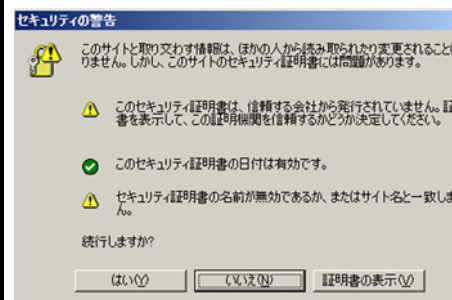 セキュリティの警告
このサイトと取り交わす情報は、ほかの人から読み取られたり変更されること
りません。しかし、このサイトのセキュリティ証明書には問題があります。
このセキュリティ証明書は、信頼する会社から発行されていません。証
書を表示して、この証明機関を信頼するかどうか決定してください。
このセキュリティ証明書の日付は有効です。
セキュリティ証明書の名前が無効であるか、またはサイト名と一致しま
ん。
続行しますか?
はい(Y)
いいえ(N)
証明書の表示(V)